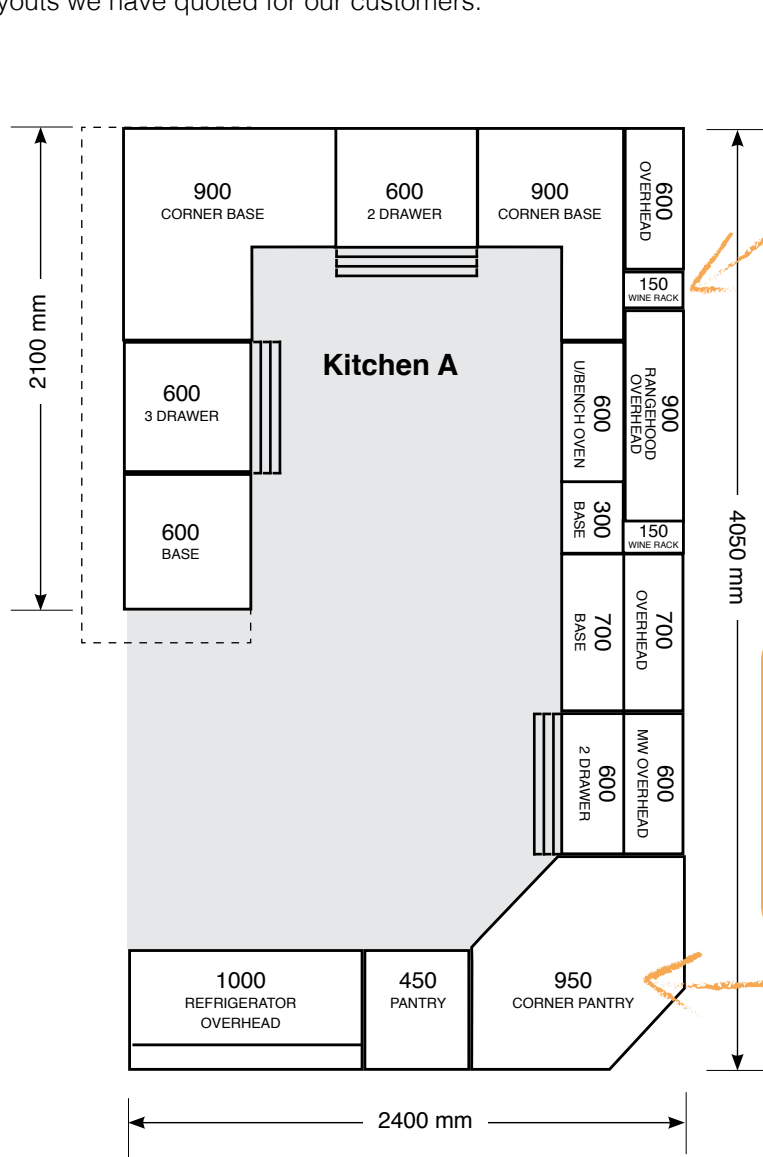 youts we have quoted for our customers.
900
CORNER BASE
600
2 DRAWER
900
CORNER BASE
600
OVERHEAD
150
WINE RACK
2100 mm
Kitchen A
600
3 DRAWER
600
U/BENCH OVEN
900
RANGEHOOD
OVERHEAD
600
BASE
300
BASE
150
WINE RACK
4050 mm
700
BASE
700
OVERHEAD
600
2 DRAWER
600
MW OVERHEAD
1000
REFRIGERATOR
OVERHEAD
450
PANTRY
950
CORNER PANTRY
2400 mm